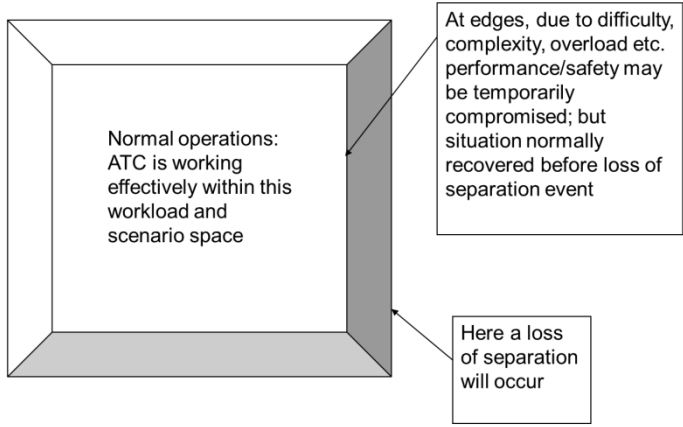 Normal operations:
ATC is working
effectively within this
workload and
scenario space
At edges, due to difficulty,
complexity, overload etc.
performance/safety may
be temporarily
compromised; but
situation normally
recovered before loss of
separation event
Here a loss
of separation
will occur